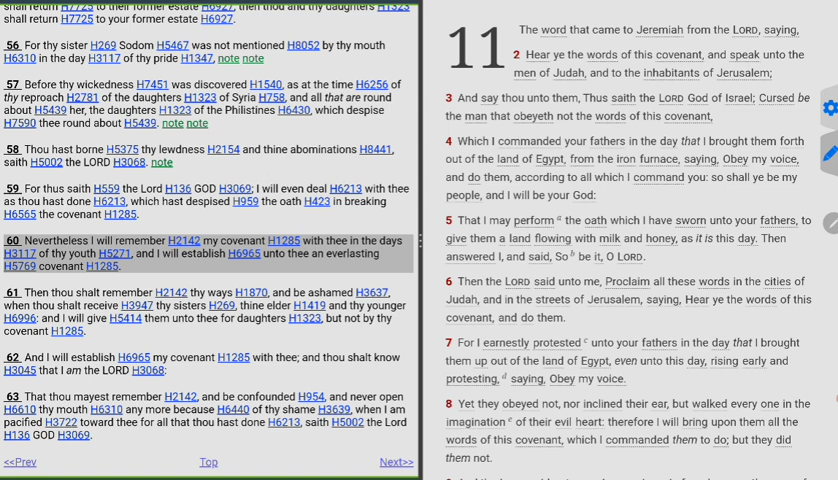 shall return H7725 to their former estate H6927, then thou and thy daughters H1323
shall return H7725 to your former estate H6927.
56 For thy sister H269 Sodom H5467 was not mentioned H8052 by thy mouth
H6310 in the day H3117 of thy pride H1347, note note
57 Before thy wickedness H7451 was discovered H1540, as at the time H6256 of
thy reproach H2781 of the daughters H1323 of Syria H758, and all that are round
about H5439 her, the daughters H1323 of the Philistines H6430, which despise
H7590 thee round about H5439. note note
58 Thou hast borne H5375 thy lewdness H2154 and thine abominations H8441,
saith H5002 the LORD H3068. note
59 For thus saith H559 the Lord H136 GOD H3069; I will even deal H6213 with thee
as thou hast done H6213, which hast despised H959 the oath H423 in breaking
H6565 the covenant H1285.
60 Nevertheless I will remember H2142 my covenant H1285 with thee in the days
H3117 of thy youth H5271, and I will establish H6965 unto thee an everlasting
H5769 covenant H1285.
61 Then thou shalt remember H2142 thy ways H1870, and be ashamed H3637,
when thou shalt receive H3947 thy sisters H269, thine elder H1419 and thy younger
H6996: and I will give H5414 them unto thee for daughters H1323, but not by thy
covenant H1285.
62 And I will establish H6965 my covenant H1285 with thee; and thou shalt know
H3045 that I am the LORD H3068:
63 That thou mayest remember H2142, and be confounded H954, and never open
H6610 thy mouth H6310 any more because H6440 of thy shame H3639, when I am
pacified H3722 toward thee for all that thou hast done H6213, saith H5002 the Lord
H136 GOD H3069.
<<Prev Top Next>>
11 The word that came to Jeremiah from the LORD, saying,
2 Hear ye the words of this covenant, and speak unto the
men of Judah, and to the inhabitants of Jerusalem;
3 And say thou unto them, Thus saith the LORD God of Israel; Cursed be
the man that obeyeth not the words of this covenant,
4 Which I commanded your fathers in the day that I brought them forth
out of the land of Egypt, from the iron furnace, saying, Obey my voice,
and do them, according to all which I command you: so shall ye be my
people, and I will be your God:
5 That I may perform a the oath which I have sworn unto your fathers, to
give them a land flowing with milk and honey, as it is this day. Then
answered I, and said, So b be it, O LORD.
6 Then the LORD said unto me, Proclaim all these words in the cities of
Judah, and in the streets of Jerusalem, saying, Hear ye the words of this
covenant, and do them.
7 For I earnestly protested c unto your fathers in the day that I brought
them up out of the land of Egypt, even unto this day, rising early and
protesting, d saying, Obey my voice.
8 Yet they obeyed not, nor inclined their ear, but walked every one in the
imagination e of their evil heart: therefore I will bring upon them all the
words of this covenant, which I commanded them to do; but they did
them not.